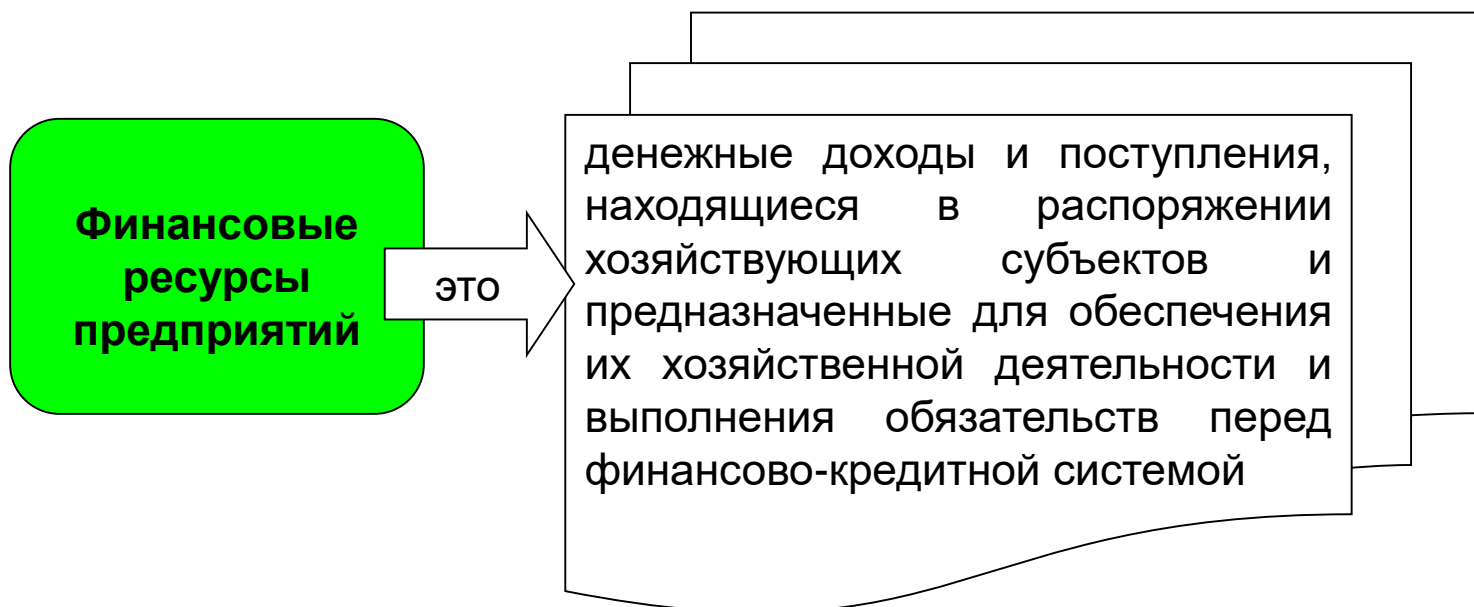 Финансовые
ресурсы
предприятий
это
денежные доходы и поступления,
находящиеся в распоряжении
хозяйствующих субъектов и
предназначенные для обеспечения
их хозяйственной деятельности и
выполнения обязательств перед
финансово-кредитной системой